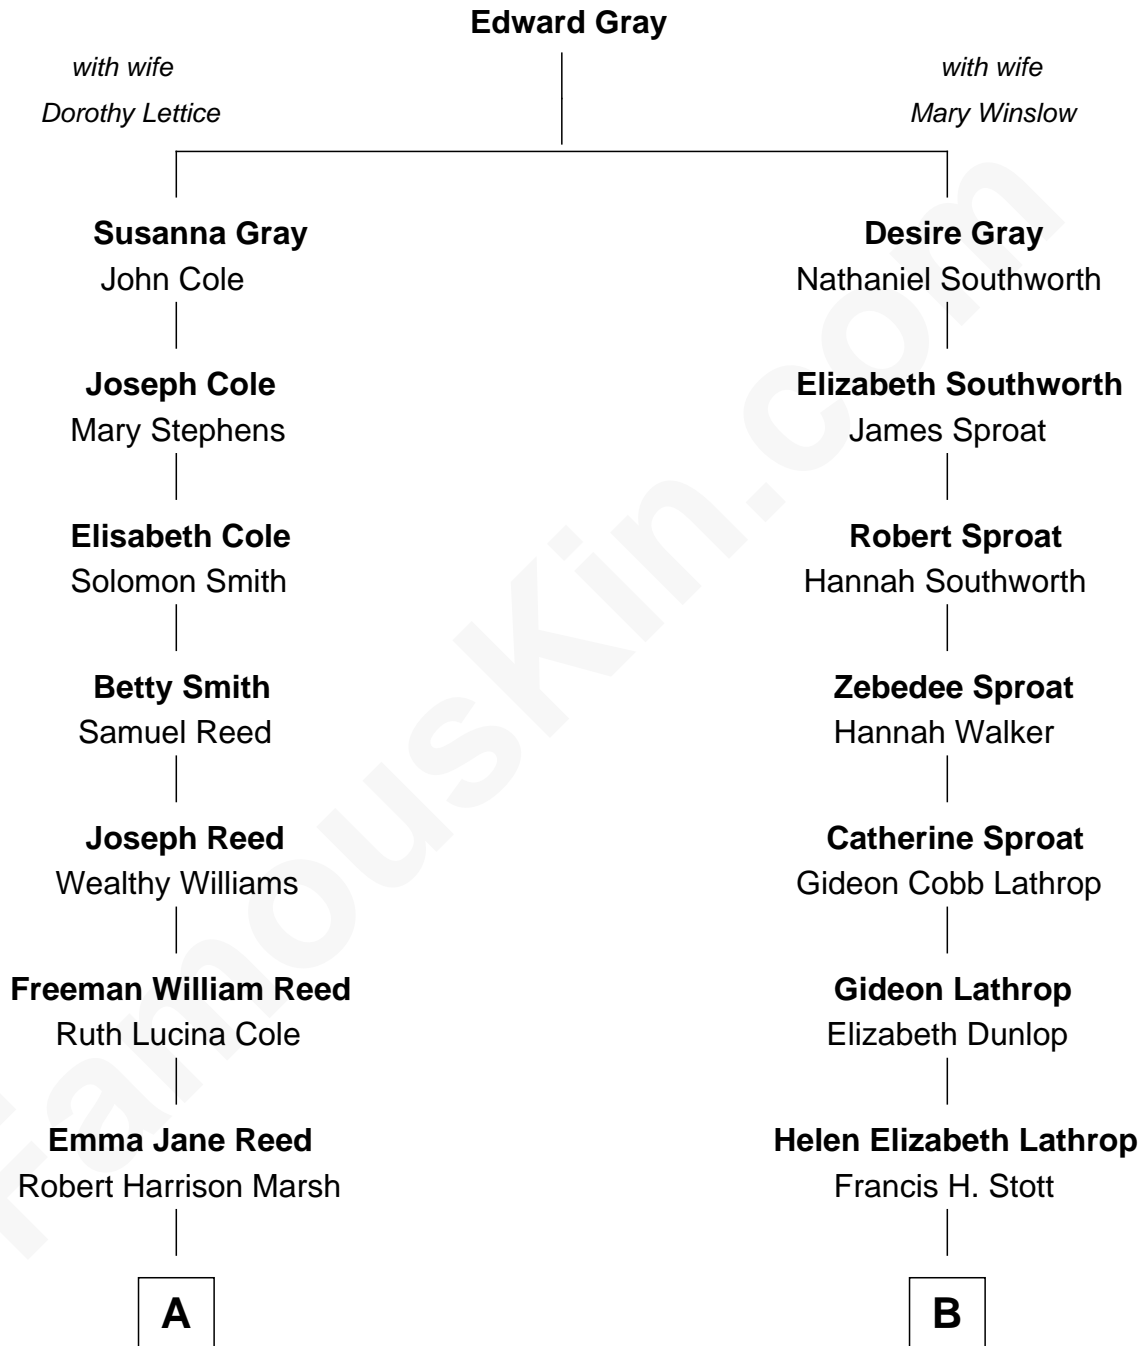 Edward Gray
with wife
Dorothy Lettice
with wife
Mary Winslow
Susanna Gray
John Cole
Desire Gray
Nathaniel Southworth
Joseph Cole
Mary Stephens
Elizabeth Southworth
James Sproat
Elisabeth Cole
Solomon Smith
Robert Sproat
Hannah Southworth
Betty Smith
Samuel Reed
Zebedee Sproat
Hannah Walker
Joseph Reed
Wealthy Williams
Catherine Sproat
Gideon Cobb Lathrop
Freeman William Reed
Ruth Lucina Cole
Gideon Lathrop
Elizabeth Dunlop
Emma Jane Reed
Robert Harrison Marsh
Helen Elizabeth Lathrop
Francis H. Stott
A
B
FamousKin.com